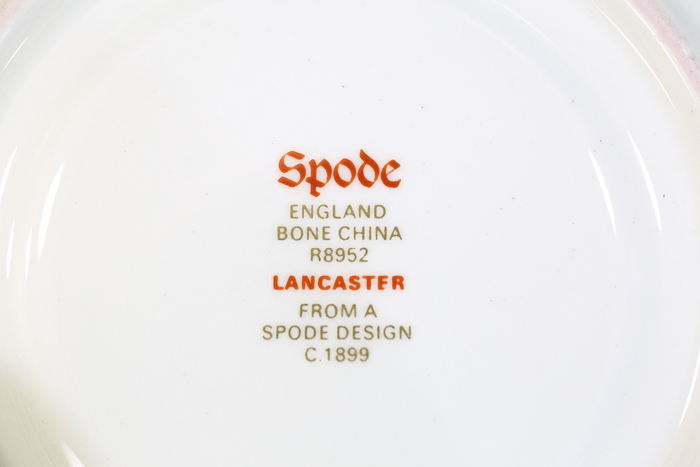 Spode
ENGLAND
BONE CHINA
R8952
LANCASTER
FROM A
SPODE DESIGN
C.1899